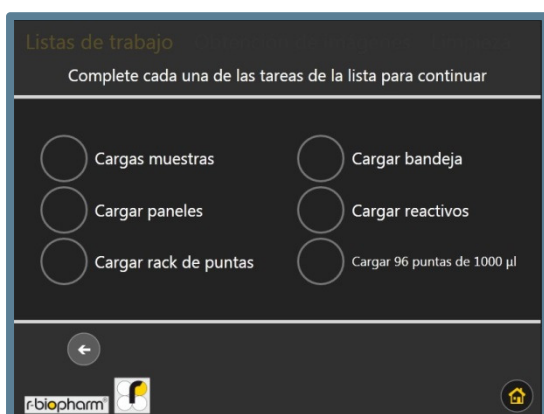 Listas de trabajo
Complete cada una de las tareas de la lista para continuar
Cargas muestras
Cargar paneles
Cargar rack de puntas
Cargar bandeja
Cargar reactivos
Cargar 96 puntas de 1000 µl
r-biopharm®